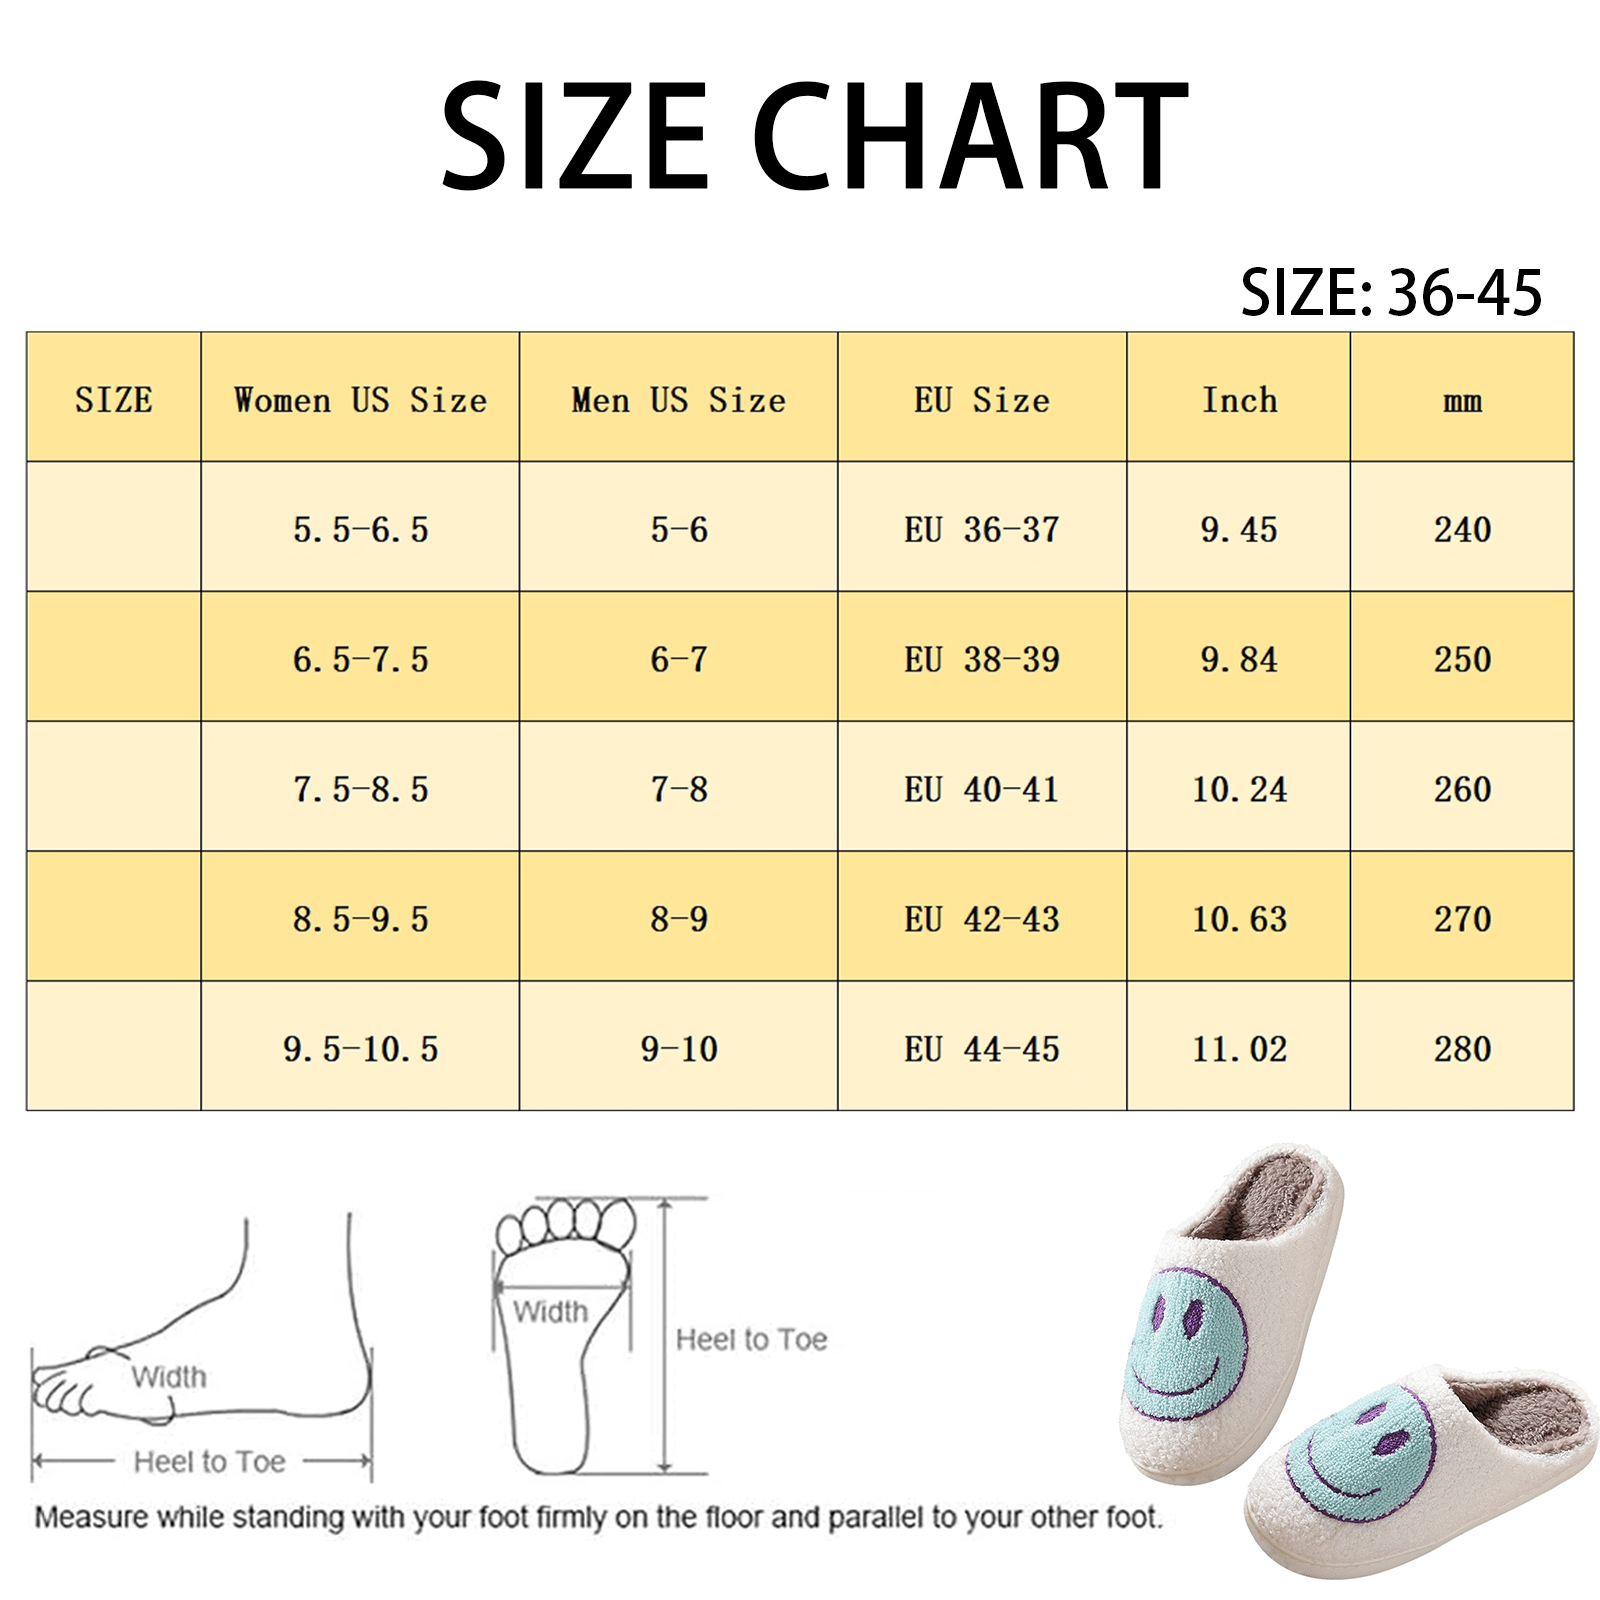 SIZE CHART
SIZE: 36-45
SIZE Women US Size Men US Size EU Size Inch mm
5.5-6.5 5-6 EU 36-37 9.45 240
6.5-7.5 6-7 EU 38-39 9.84 250
7.5-8.5 7-8 EU 40-41 10.24 260
8.5-9.5 8-9 EU 42-43 10.63 270
9.5-10.5 9-10 EU 44-45 11.02 280
Width
Heel to Toe
Width
Heel to Toe
Measure while standing with your foot firmly on the floor and parallel to your other foot.